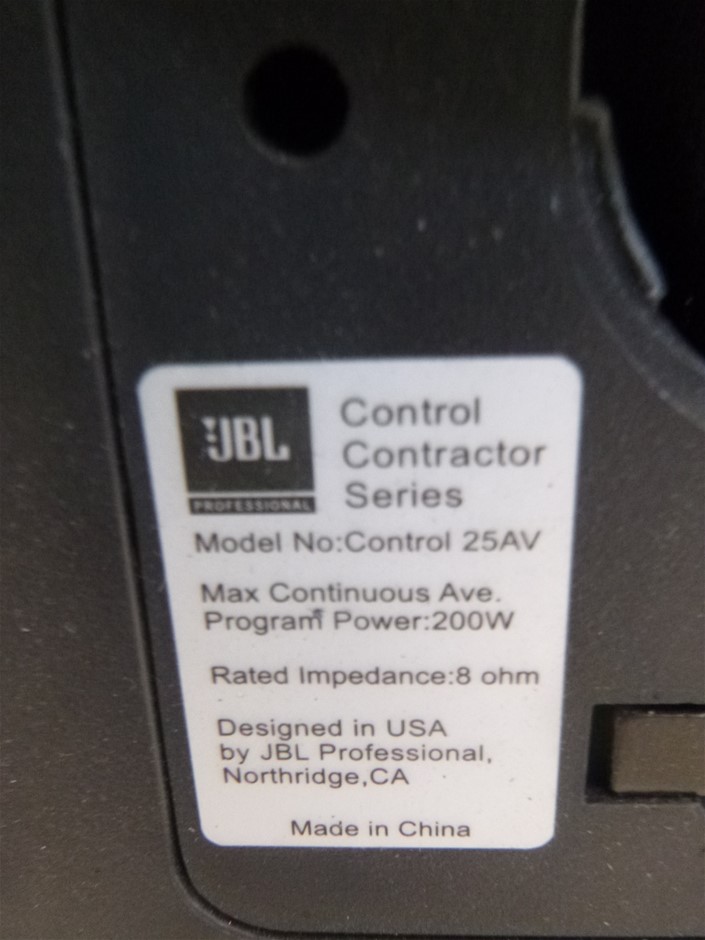 JBL
PROFESSIONAL
Control
Contractor
Series
Model No:Control 25AV
Max Continuous Ave.
Program Power:200W
Rated Impedance:8 ohm
Designed in USA
by JBL Professional,
Northridge,CA
Made in China